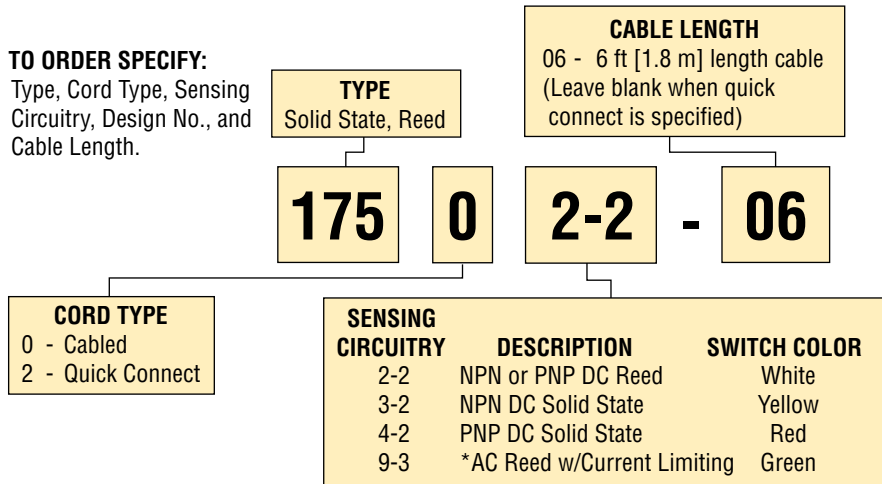 TO ORDER SPECIFY:
Type, Cord Type, Sensing
Circuitry, Design No., and
Cable Length.
TYPE
Solid State, Reed
CABLE LENGTH
06 - 6 ft [1.8 m] length cable
(Leave blank when quick
connect is specified)
175 0 2-2 - 06
CORD TYPE
0 - Cabled
2 - Quick Connect
SENSING
CIRCUITRY DESCRIPTION SWITCH COLOR
2-2 NPN or PNP DC Reed White
3-2 NPN DC Solid State Yellow
4-2 PNP DC Solid State Red
9-3 *AC Reed w/Current Limiting Green